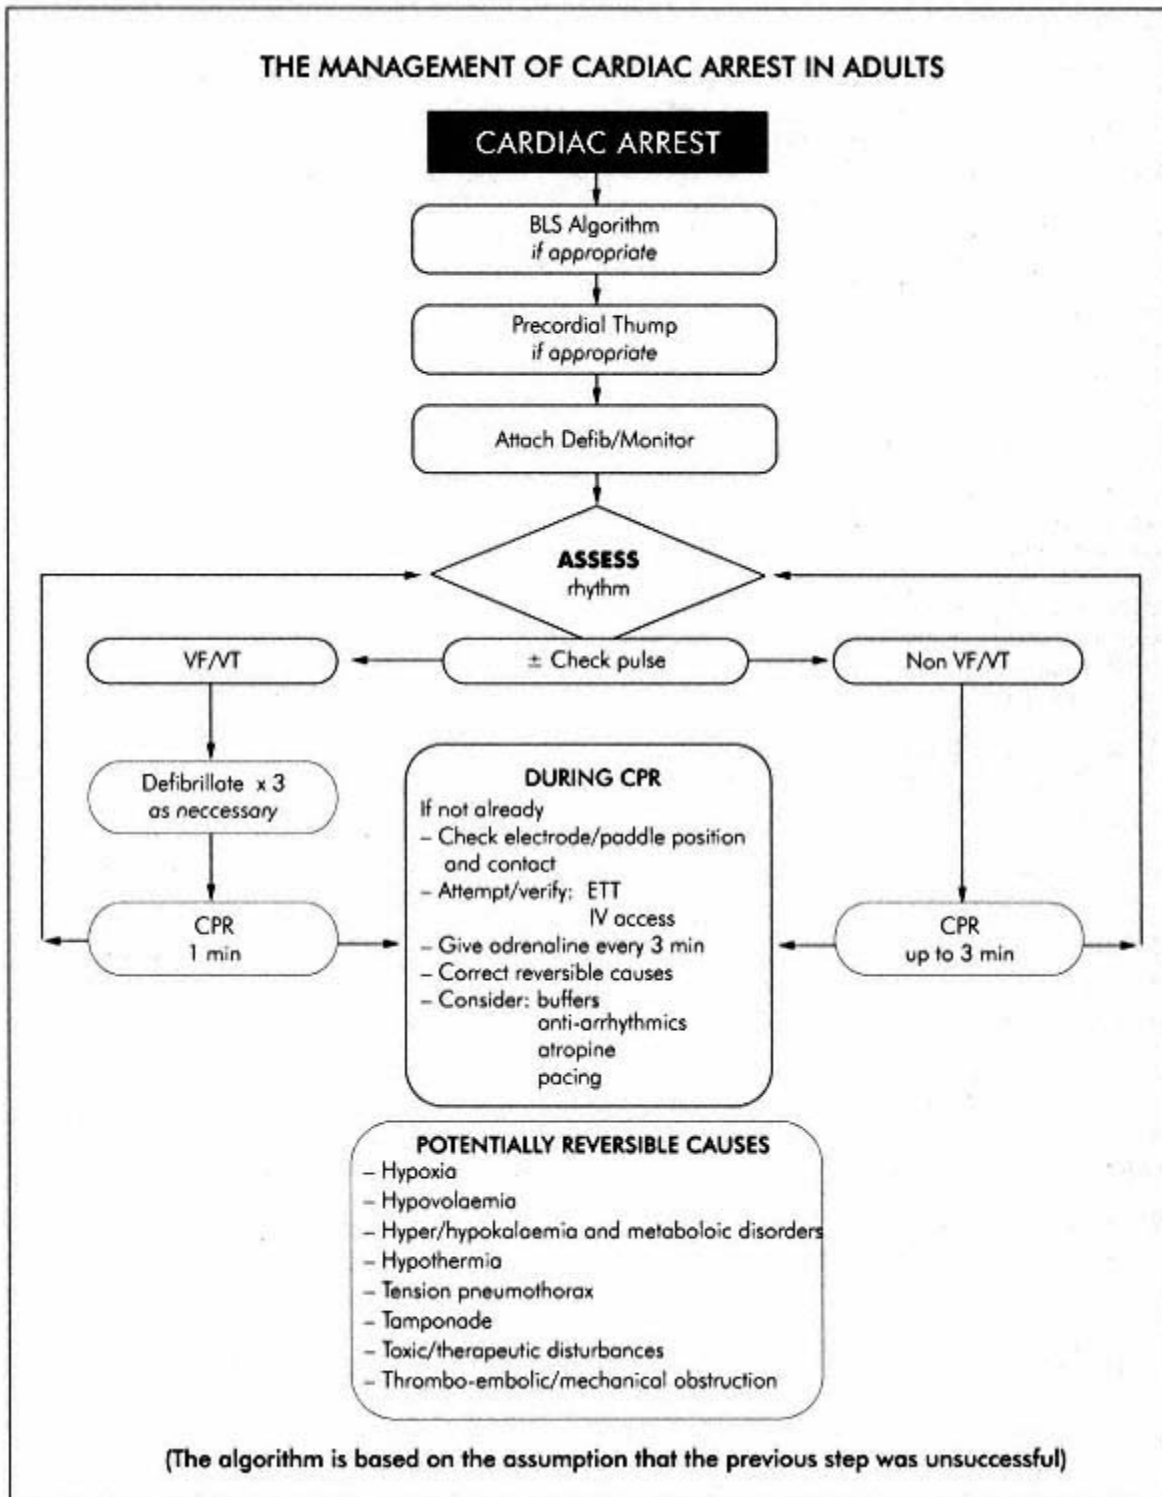 THE MANAGEMENT OF CARDIAC ARREST IN ADULTS
CARDIAC ARREST
BLS Algorithm
if appropriate
Precordial Thump
if appropriate
Attach Defib/Monitor
ASSESS
rhythm
VF/VT
± Check pulse
Non VF/VT
Defibrillate x 3
as neccessary
CPR
1 min
DURING CPR
If not already
– Check electrode/paddle position
and contact
– Attempt/verify: ETT
IV access
– Give adrenaline every 3 min
– Correct reversible causes
– Consider: buffers
anti-arrhythmics
atropine
pacing
CPR
up to 3 min
POTENTIALLY REVERSIBLE CAUSES
– Hypoxia
– Hypovolaemia
– Hyper/hypokalaemia and metaboloic disorders
– Hypothermia
– Tension pneumothorax
– Tamponade
– Toxic/therapeutic disturbances
– Thrombo-embolic/mechanical obstruction
(The algorithm is based on the assumption that the previous step was unsuccessful)